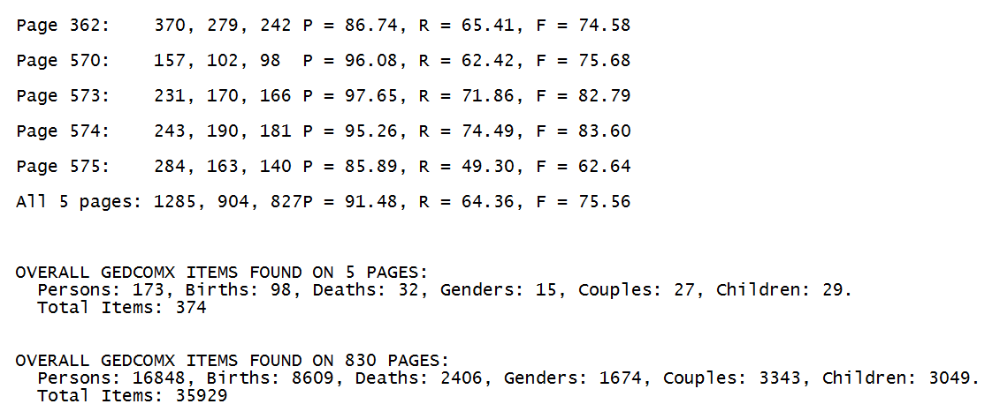 Page 362:    370, 279, 242 P = 86.74, R = 65.41, F = 74.58
Page 570:    157, 102, 98  P = 96.08, R = 62.42, F = 75.68
Page 573:    231, 170, 166 P = 97.65, R = 71.86, F = 82.79
Page 574:    243, 190, 181 P = 95.26, R = 74.49, F = 83.60
Page 575:    284, 163, 140 P = 85.89, R = 49.30, F = 62.64
All 5 pages: 1285, 904, 827P = 91.48, R = 64.36, F = 75.56
OVERALL GEDCOMX ITEMS FOUND ON 5 PAGES:
  Persons: 173, Births: 98, Deaths: 32, Genders: 15, Couples: 27, Children: 29.
  Total Items: 374
OVERALL GEDCOMX ITEMS FOUND ON 830 PAGES:
  Persons: 16848, Births: 8609, Deaths: 2406, Genders: 1674, Couples: 3343, Children: 3049.
  Total Items: 35929